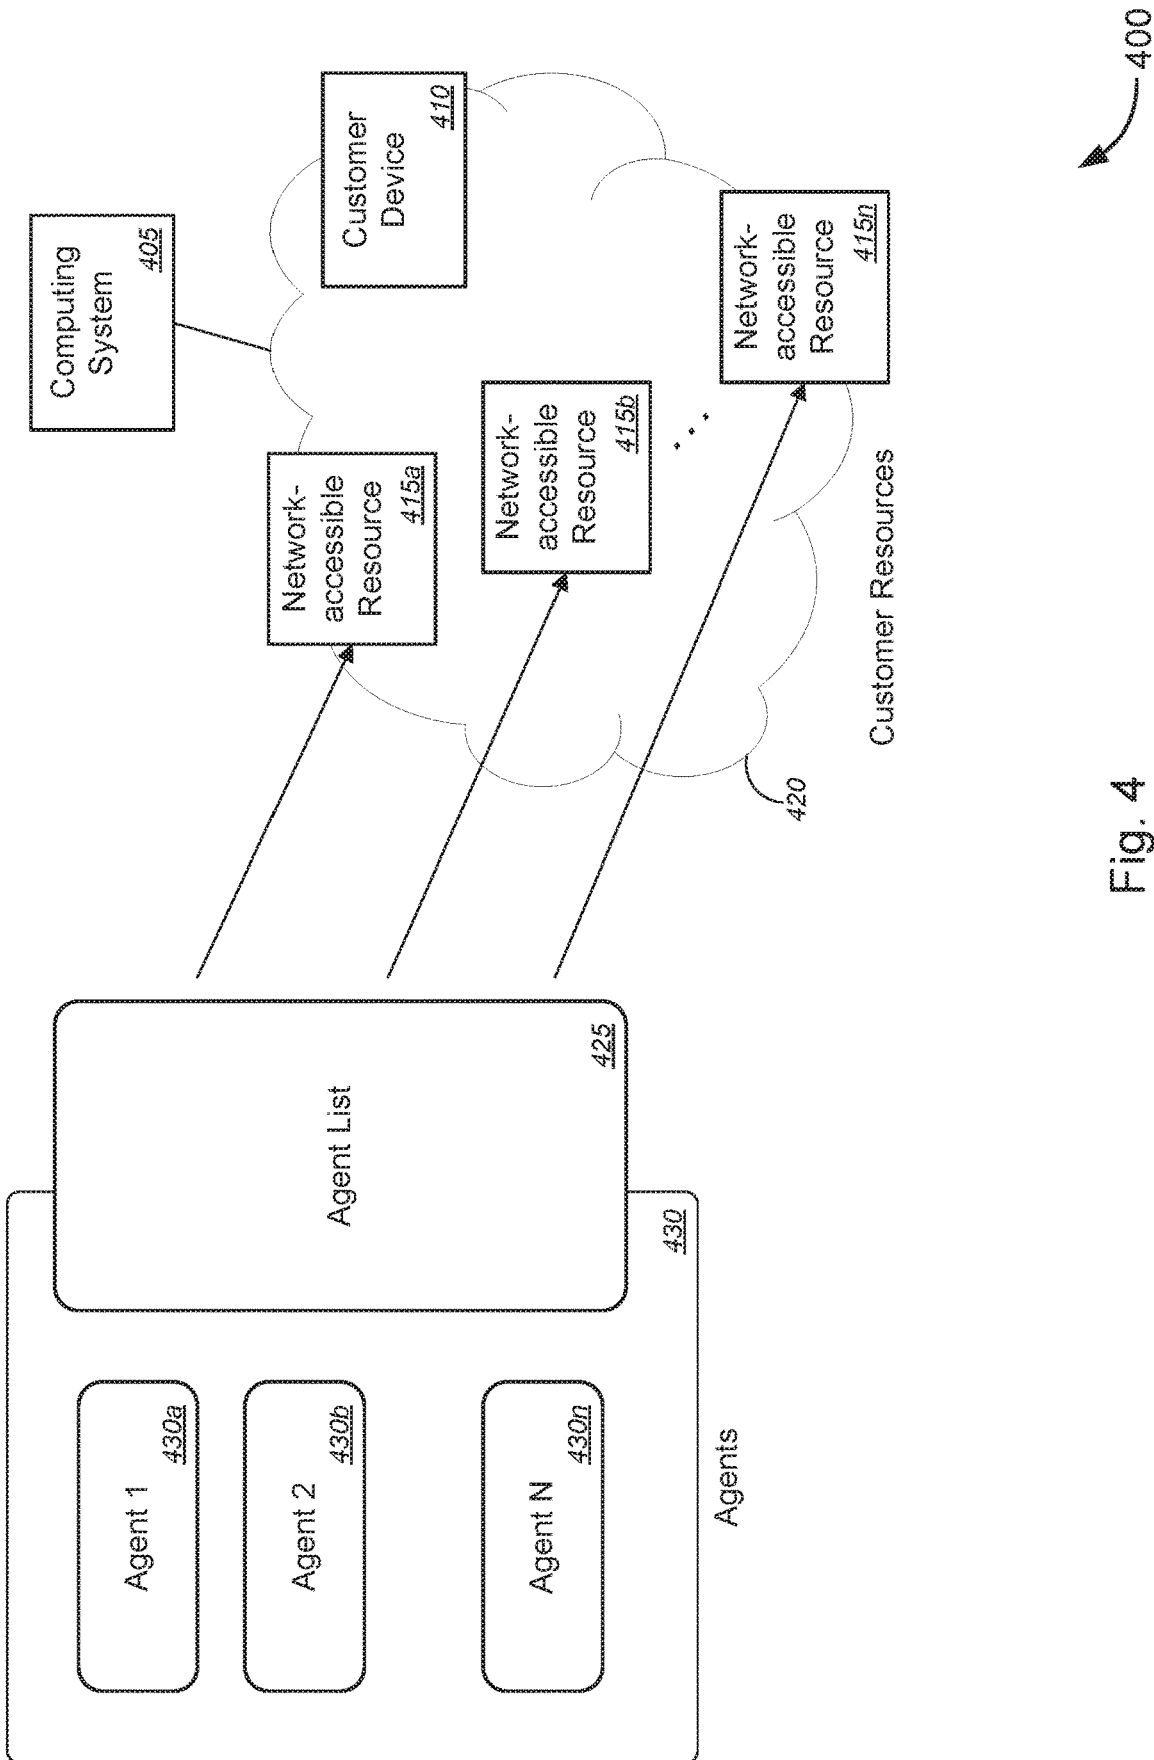 Agent 1
430a
Agent 2
430b
Agent N
430n
Agent List
425
430
Agents
Computing
System
405
Customer
Device
410
Network-
accessible
Resource
415a
Network-
accessible
Resource
415b
Network-
accessible
Resource
415n
420
Customer Resources
400
Fig. 4